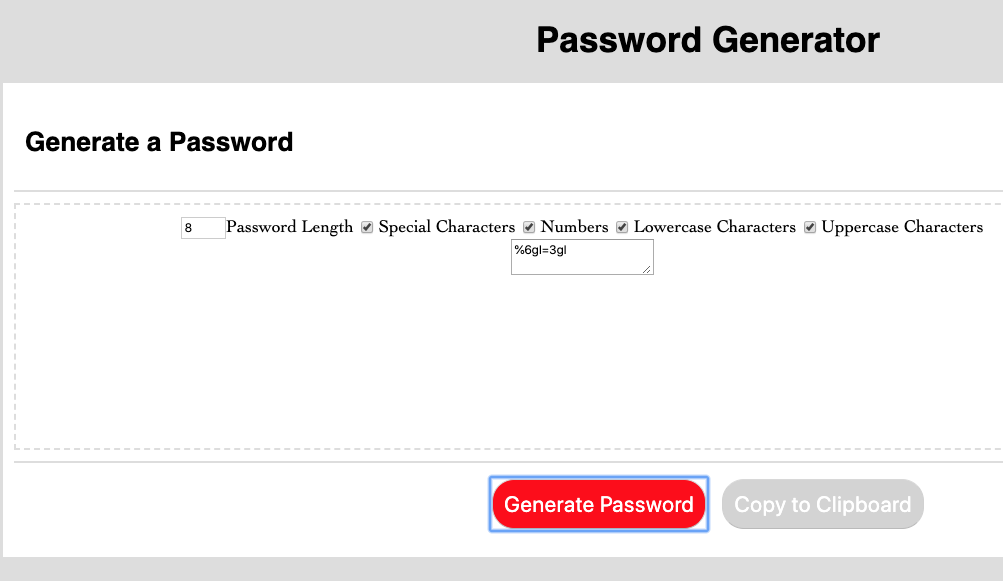 Password Generator
Generate a Password
8 Password Length Special Characters Numbers Lowercase Characters Uppercase Characters
%6gl=3gl
Generate Password Copy to Clipboard